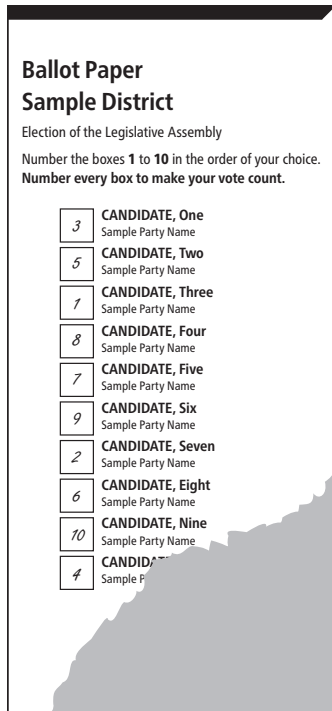 Ballot Paper
Sample District
Election of the Legislative Assembly
Number the boxes 1 to 10 in the order of your choice.
Number every box to make your vote count.
3 CANDIDATE, One
Sample Party Name
5 CANDIDATE, Two
Sample Party Name
1 CANDIDATE, Three
Sample Party Name
8 CANDIDATE, Four
Sample Party Name
7 CANDIDATE, Five
Sample Party Name
9 CANDIDATE, Six
Sample Party Name
2 CANDIDATE, Seven
Sample Party Name
6 CANDIDATE, Eight
Sample Party Name
10 CANDIDATE, Nine
Sample Party Name
4
Sample